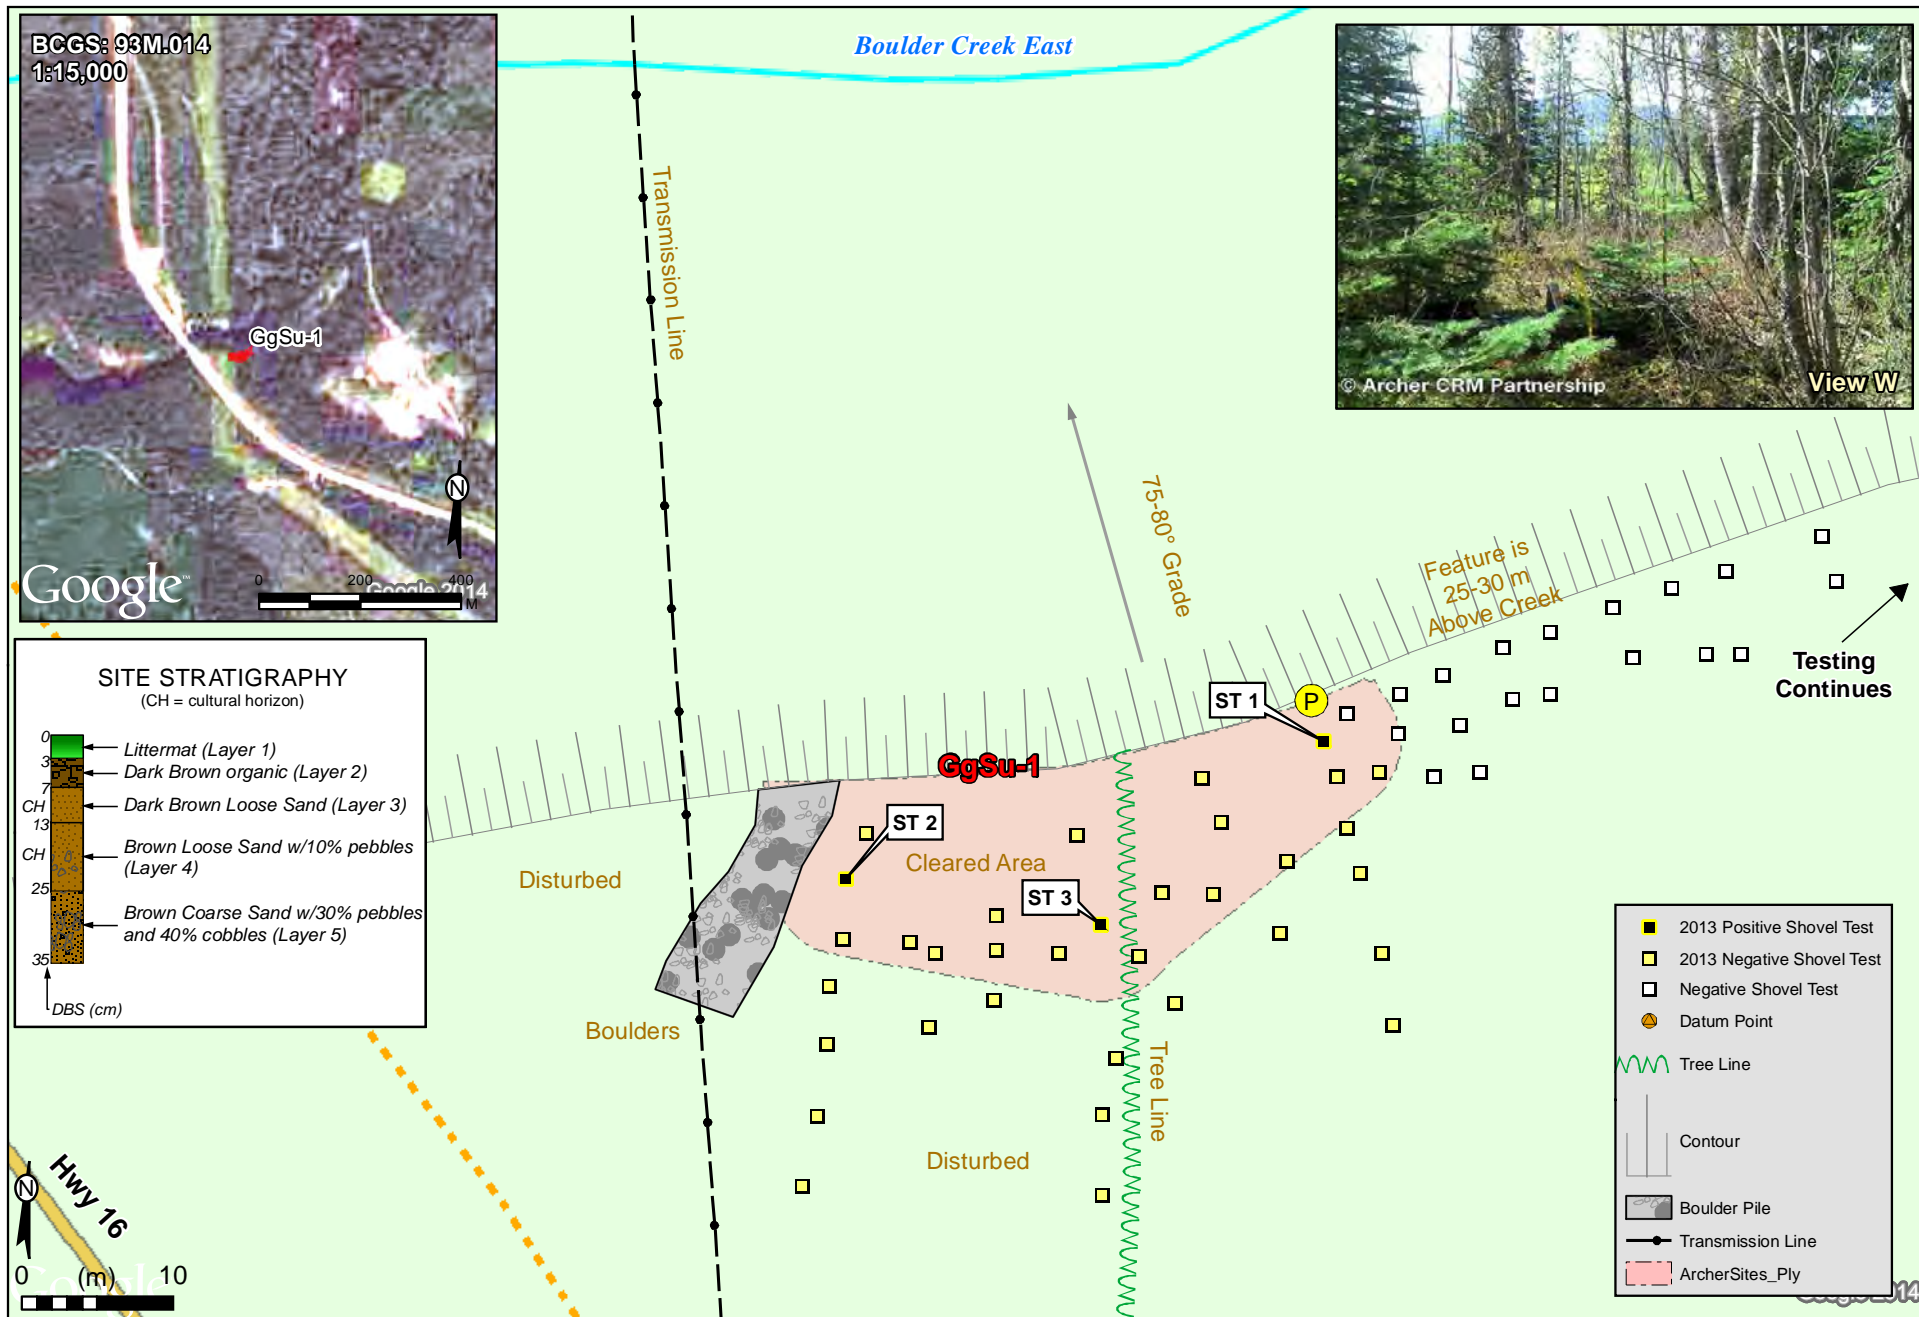 BCGS: 93M.014
1:15,000
GgSu-1
N
Google™
0 200 400
M
Google 2014
Boulder Creek East
© Archer CRM Partnership
View W
Transmission Line
75-80° Grade
Feature is
25-30 m
Above Creek
Testing
Continues
SITE STRATIGRAPHY
(CH = cultural horizon)
0
Littermat (Layer 1)
3
Dark Brown organic (Layer 2)
7
CH
Dark Brown Loose Sand (Layer 3)
13
CH
Brown Loose Sand w/10% pebbles
(Layer 4)
25
Brown Coarse Sand w/30% pebbles
and 40% cobbles (Layer 5)
35
DBS (cm)
P
ST 1
GgSu-1
ST 2
Cleared Area
ST 3
Disturbed
Boulders
Tree Line
Disturbed
Hwy 16
N
0 (m) 10
Google
2013 Positive Shovel Test
2013 Negative Shovel Test
Negative Shovel Test
Datum Point
Tree Line
Contour
Boulder Pile
Transmission Line
ArcherSites_Ply
Google 2014